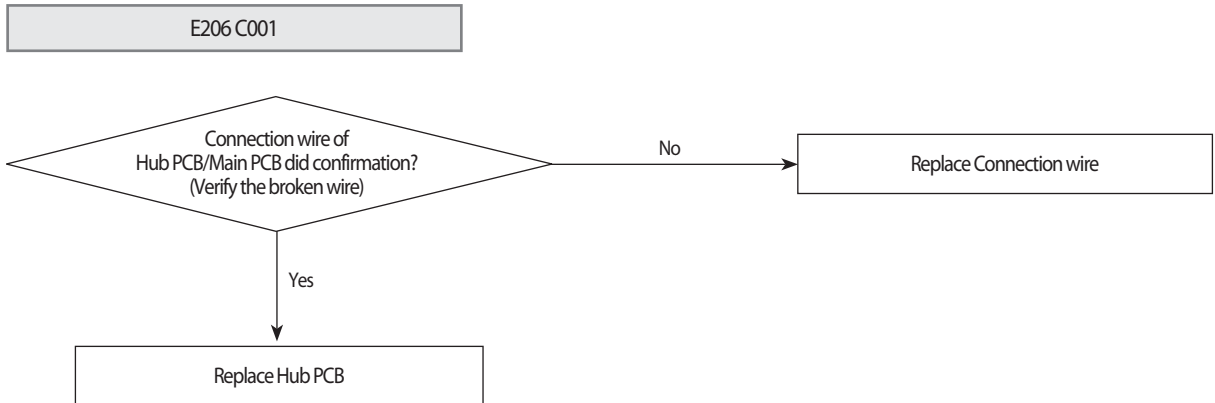 E206 C001
Connection wire of
Hub PCB/Main PCB did confirmation?
(Verify the broken wire)
No
Replace Connection wire
Yes
Replace Hub PCB